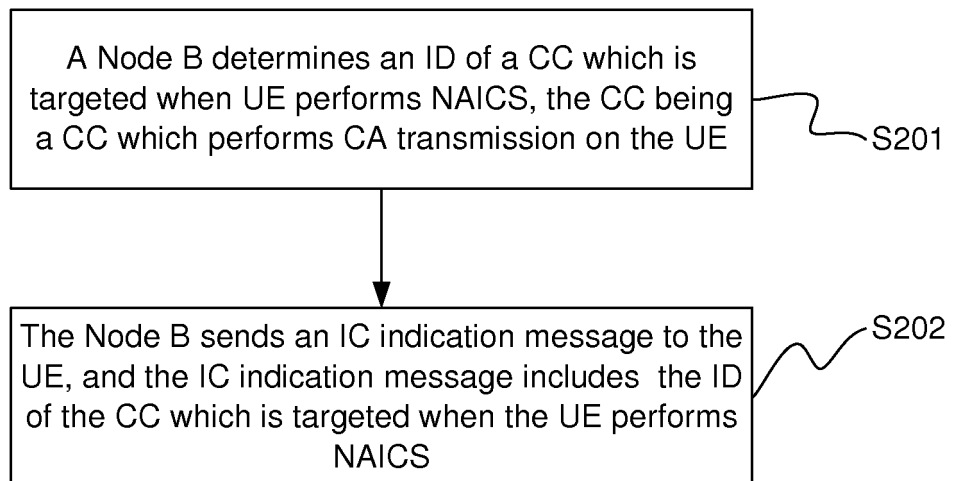 A Node B determines an ID of a CC which is
targeted when UE performs NAICS, the CC being
a CC which performs CA transmission on the UE
S201
The Node B sends an IC indication message to the
UE, and the IC indication message includes the ID
of the CC which is targeted when the UE performs
NAICS
S202